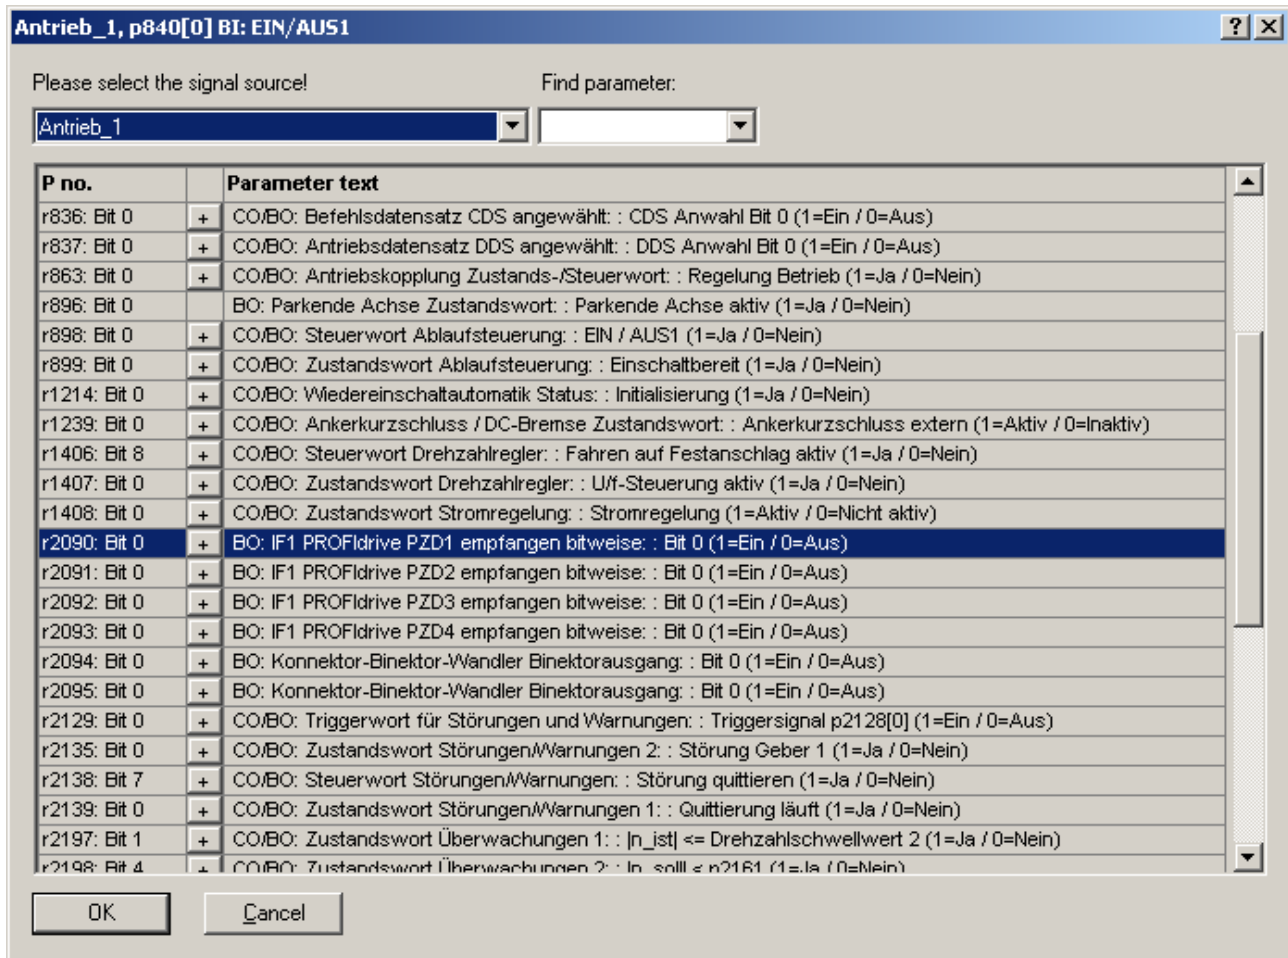 Antrieb_1, p840[0] BI: EIN/AUS1
Please select the signal source! Find parameter:
Antrieb_1
P no. Parameter text
r836: Bit 0 + CO/BO: Befehlsdatensatz CDS angewählt: : CDS Anwahl Bit 0 (1=Ein / 0=Aus)
r837: Bit 0 + CO/BO: Antriebsdatensatz DDS angewählt: : DDS Anwahl Bit 0 (1=Ein / 0=Aus)
r863: Bit 0 + CO/BO: Antriebskopplung Zustands-/Steuerwort: : Regelung Betrieb (1=Ja / 0=Nein)
r896: Bit 0 BO: Parkende Achse Zustandswort: : Parkende Achse aktiv (1=Ja / 0=Nein)
r898: Bit 0 + CO/BO: Steuerwort Ablaufsteuerung: : EIN / AUS1 (1=Ja / 0=Nein)
r899: Bit 0 + CO/BO: Zustandswort Ablaufsteuerung: : Einschaltbereit (1=Ja / 0=Nein)
r1214: Bit 0 + CO/BO: Wiedereinschaltautomatik Status: : Initialisierung (1=Ja / 0=Nein)
r1239: Bit 0 + CO/BO: Ankerkurzschluss / DC-Bremse Zustandswort: : Ankerkurzschluss extern (1=Aktiv / 0=Inaktiv)
r1406: Bit 8 + CO/BO: Steuerwort Drehzahlregler: : Fahren auf Festanschlag aktiv (1=Ja / 0=Nein)
r1407: Bit 0 + CO/BO: Zustandswort Drehzahlregler: : U/f-Steuerung aktiv (1=Ja / 0=Nein)
r1408: Bit 0 + CO/BO: Zustandswort Stromregelung: : Stromregelung (1=Aktiv / 0=Nicht aktiv)
r2090: Bit 0 + BO: IF1 PROFIdrive PZD1 empfangen bitweise: : Bit 0 (1=Ein / 0=Aus)
r2091: Bit 0 + BO: IF1 PROFIdrive PZD2 empfangen bitweise: : Bit 0 (1=Ein / 0=Aus)
r2092: Bit 0 + BO: IF1 PROFIdrive PZD3 empfangen bitweise: : Bit 0 (1=Ein / 0=Aus)
r2093: Bit 0 + BO: IF1 PROFIdrive PZD4 empfangen bitweise: : Bit 0 (1=Ein / 0=Aus)
r2094: Bit 0 + BO: Konnektor-Binektor-Wandler Binektorausgang: : Bit 0 (1=Ein / 0=Aus)
r2095: Bit 0 + BO: Konnektor-Binektor-Wandler Binektorausgang: : Bit 0 (1=Ein / 0=Aus)
r2129: Bit 0 + CO/BO: Triggerwort für Störungen und Warnungen: : Triggersignal p2128[0] (1=Ein / 0=Aus)
r2135: Bit 0 + CO/BO: Zustandswort Störungen/Warnungen 2: : Störung Geber 1 (1=Ja / 0=Nein)
r2138: Bit 7 + CO/BO: Steuerwort Störungen/Warnungen: : Störung quittieren (1=Ja / 0=Nein)
r2139: Bit 0 + CO/BO: Zustandswort Störungen/Warnungen 1: : Quittierung läuft (1=Ja / 0=Nein)
r2197: Bit 1 + CO/BO: Zustandswort Überwachungen 1: : |n_ist| <= Drehzahlschwellwert 2 (1=Ja / 0=Nein)
r2198: Bit 4 + CO/BO: Zustandswort Überwachungen 2: : |n_soll| < p2161 (1=Ja / 0=Nein)
OK Cancel